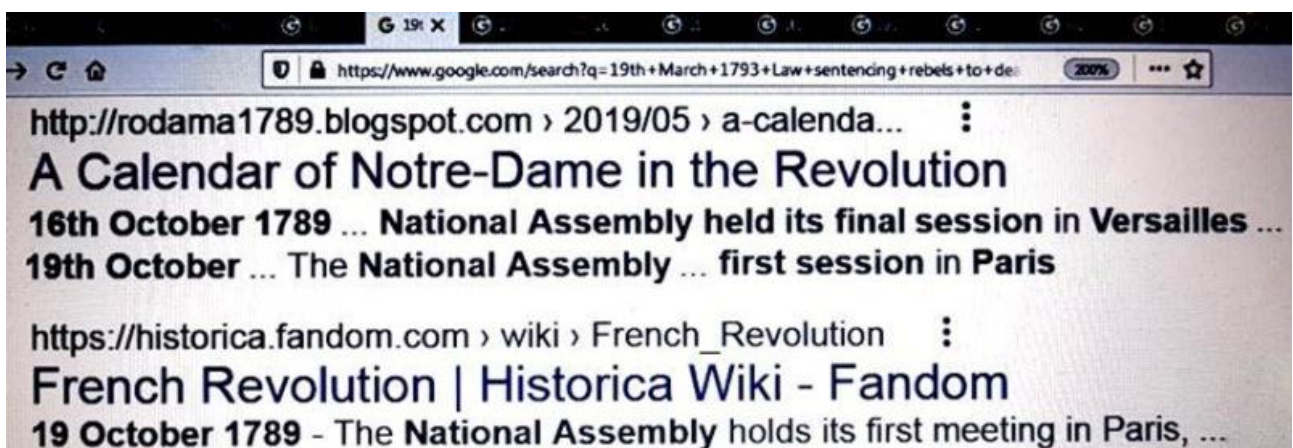 G 19t X
https://www.google.com/search?q=19th+March+1793+Law+sentencing+rebels+to+dea 200% ...
http://rodama1789.blogspot.com › 2019/05 › a-calenda...
A Calendar of Notre-Dame in the Revolution
16th October 1789 ... National Assembly held its final session in Versailles ...
19th October ... The National Assembly ... first session in Paris
https://historica.fandom.com › wiki › French_Revolution
French Revolution | Historica Wiki - Fandom
19 October 1789 - The National Assembly holds its first meeting in Paris, ...